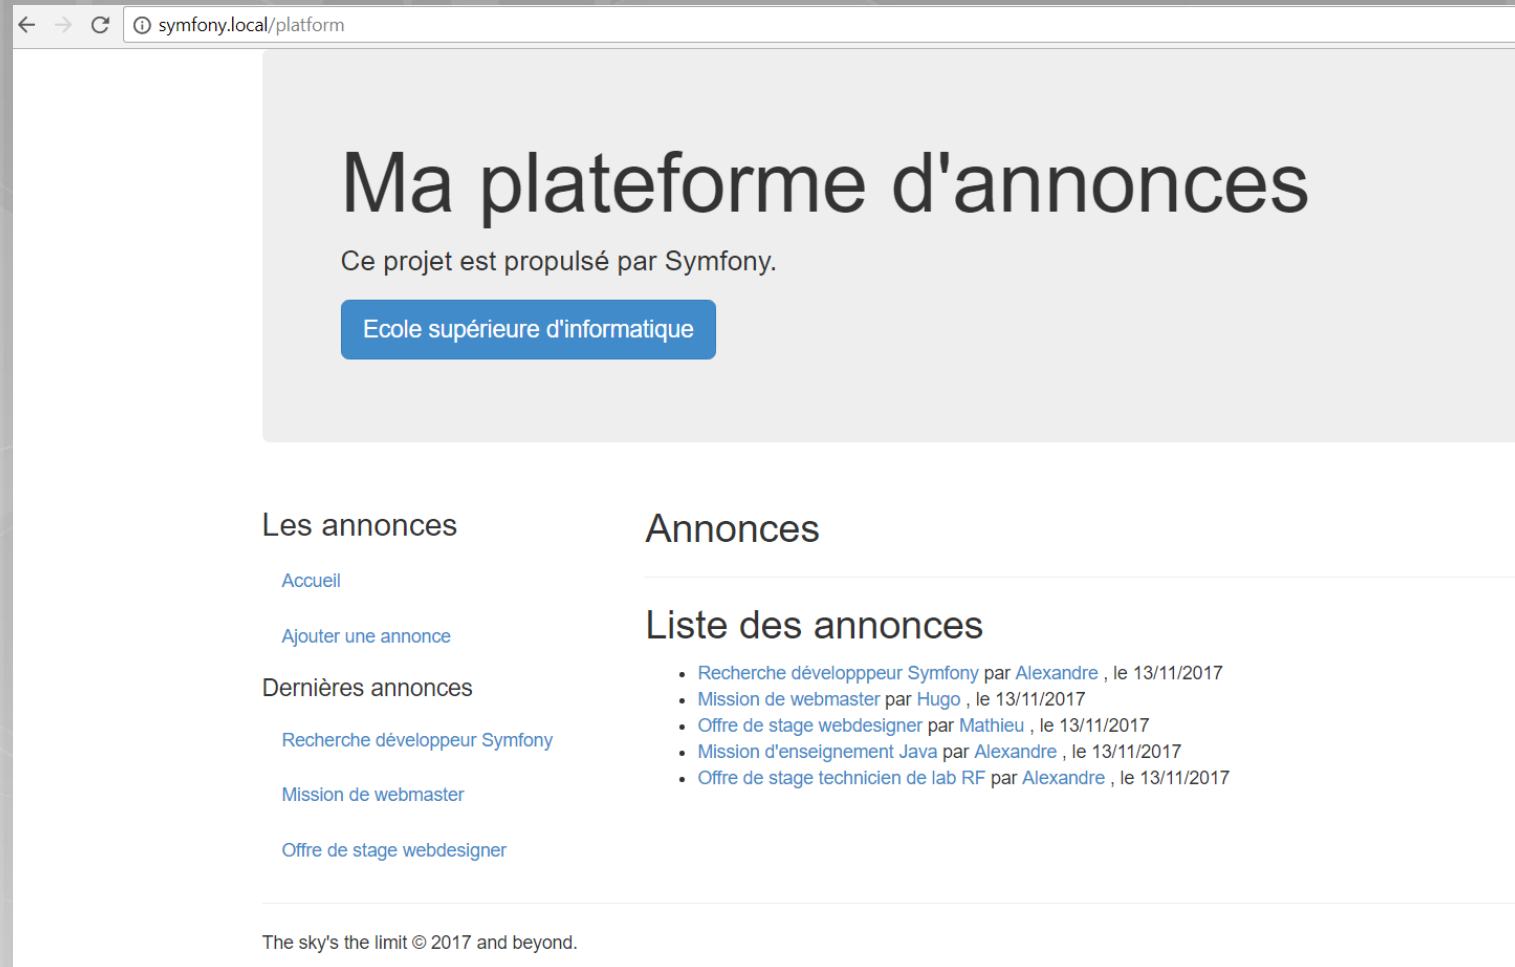 symfony.local/platform
Ma plateforme d'annonces
Ce projet est propulsé par Symfony.
Ecole supérieure d'informatique
Les annonces
Accueil
Ajouter une annonce
Dernières annonces
Recherche développeur Symfony
Mission de webmaster
Offre de stage webdesigner
Annonces
Liste des annonces
Recherche développpeur Symfony par Alexandre , le 13/11/2017
Mission de webmaster par Hugo , le 13/11/2017
Offre de stage webdesigner par Mathieu , le 13/11/2017
Mission d'enseignement Java par Alexandre , le 13/11/2017
Offre de stage technicien de lab RF par Alexandre , le 13/11/2017
The sky's the limit © 2017 and beyond.